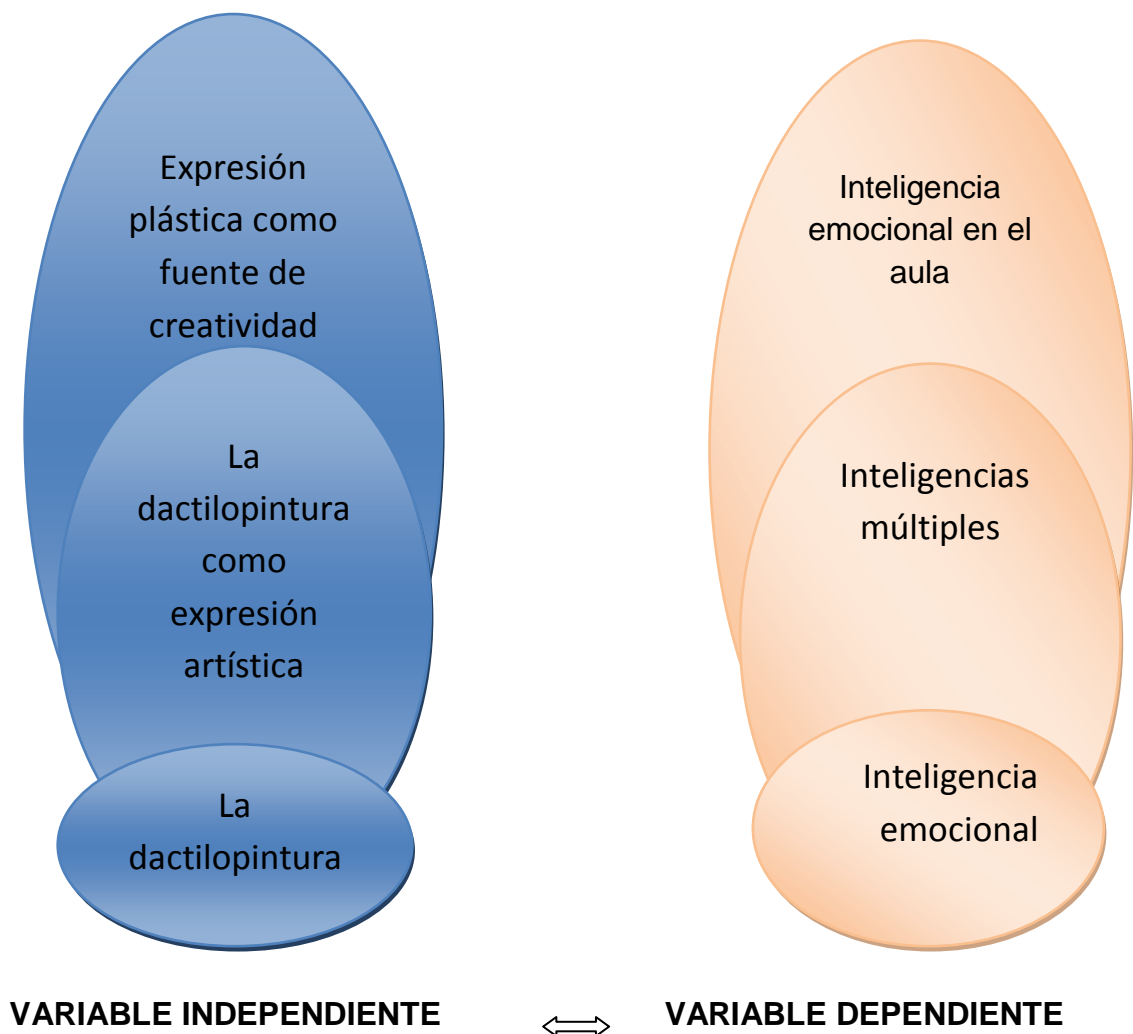 Expresión
plástica como
fuente de
creatividad
La
dactilopintura
como
expresión
artística
La
dactilopintura
Inteligencia
emocional en el
aula
Inteligencias
múltiples
Inteligencia
emocional
VARIABLE INDEPENDIENTE
VARIABLE DEPENDIENTE